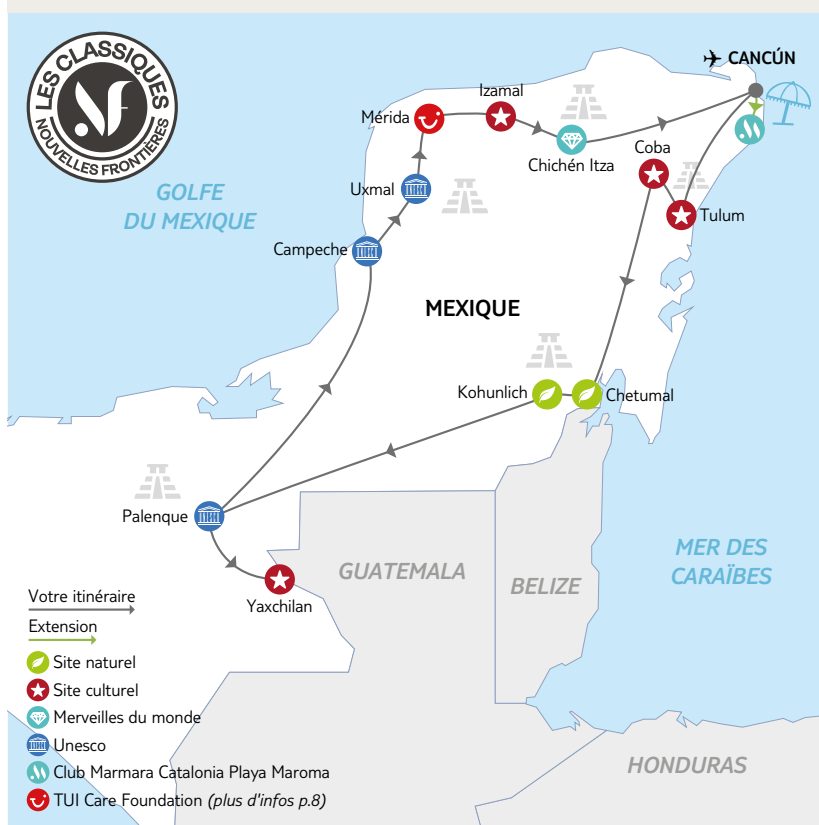 LES CLASSIQUES
NF
NOUVELLES FRONTIÈRES
CANCÚN
Izamal
Mérida
Chichén Itza
Coba
Uxmal
Tulum
GOLFE
DU MEXIQUE
Campeche
MEXIQUE
Kohunlich
Chetumal
Palenque
MER DES
CARAÏBES
GUATEMALA
BELIZE
Yaxchilan
HONDURAS
Votre itinéraire
Extension
Site naturel
Site culturel
Merveilles du monde
Unesco
Club Marmara Catalonia Playa Maroma
TUI Care Foundation (plus d'infos p.8)